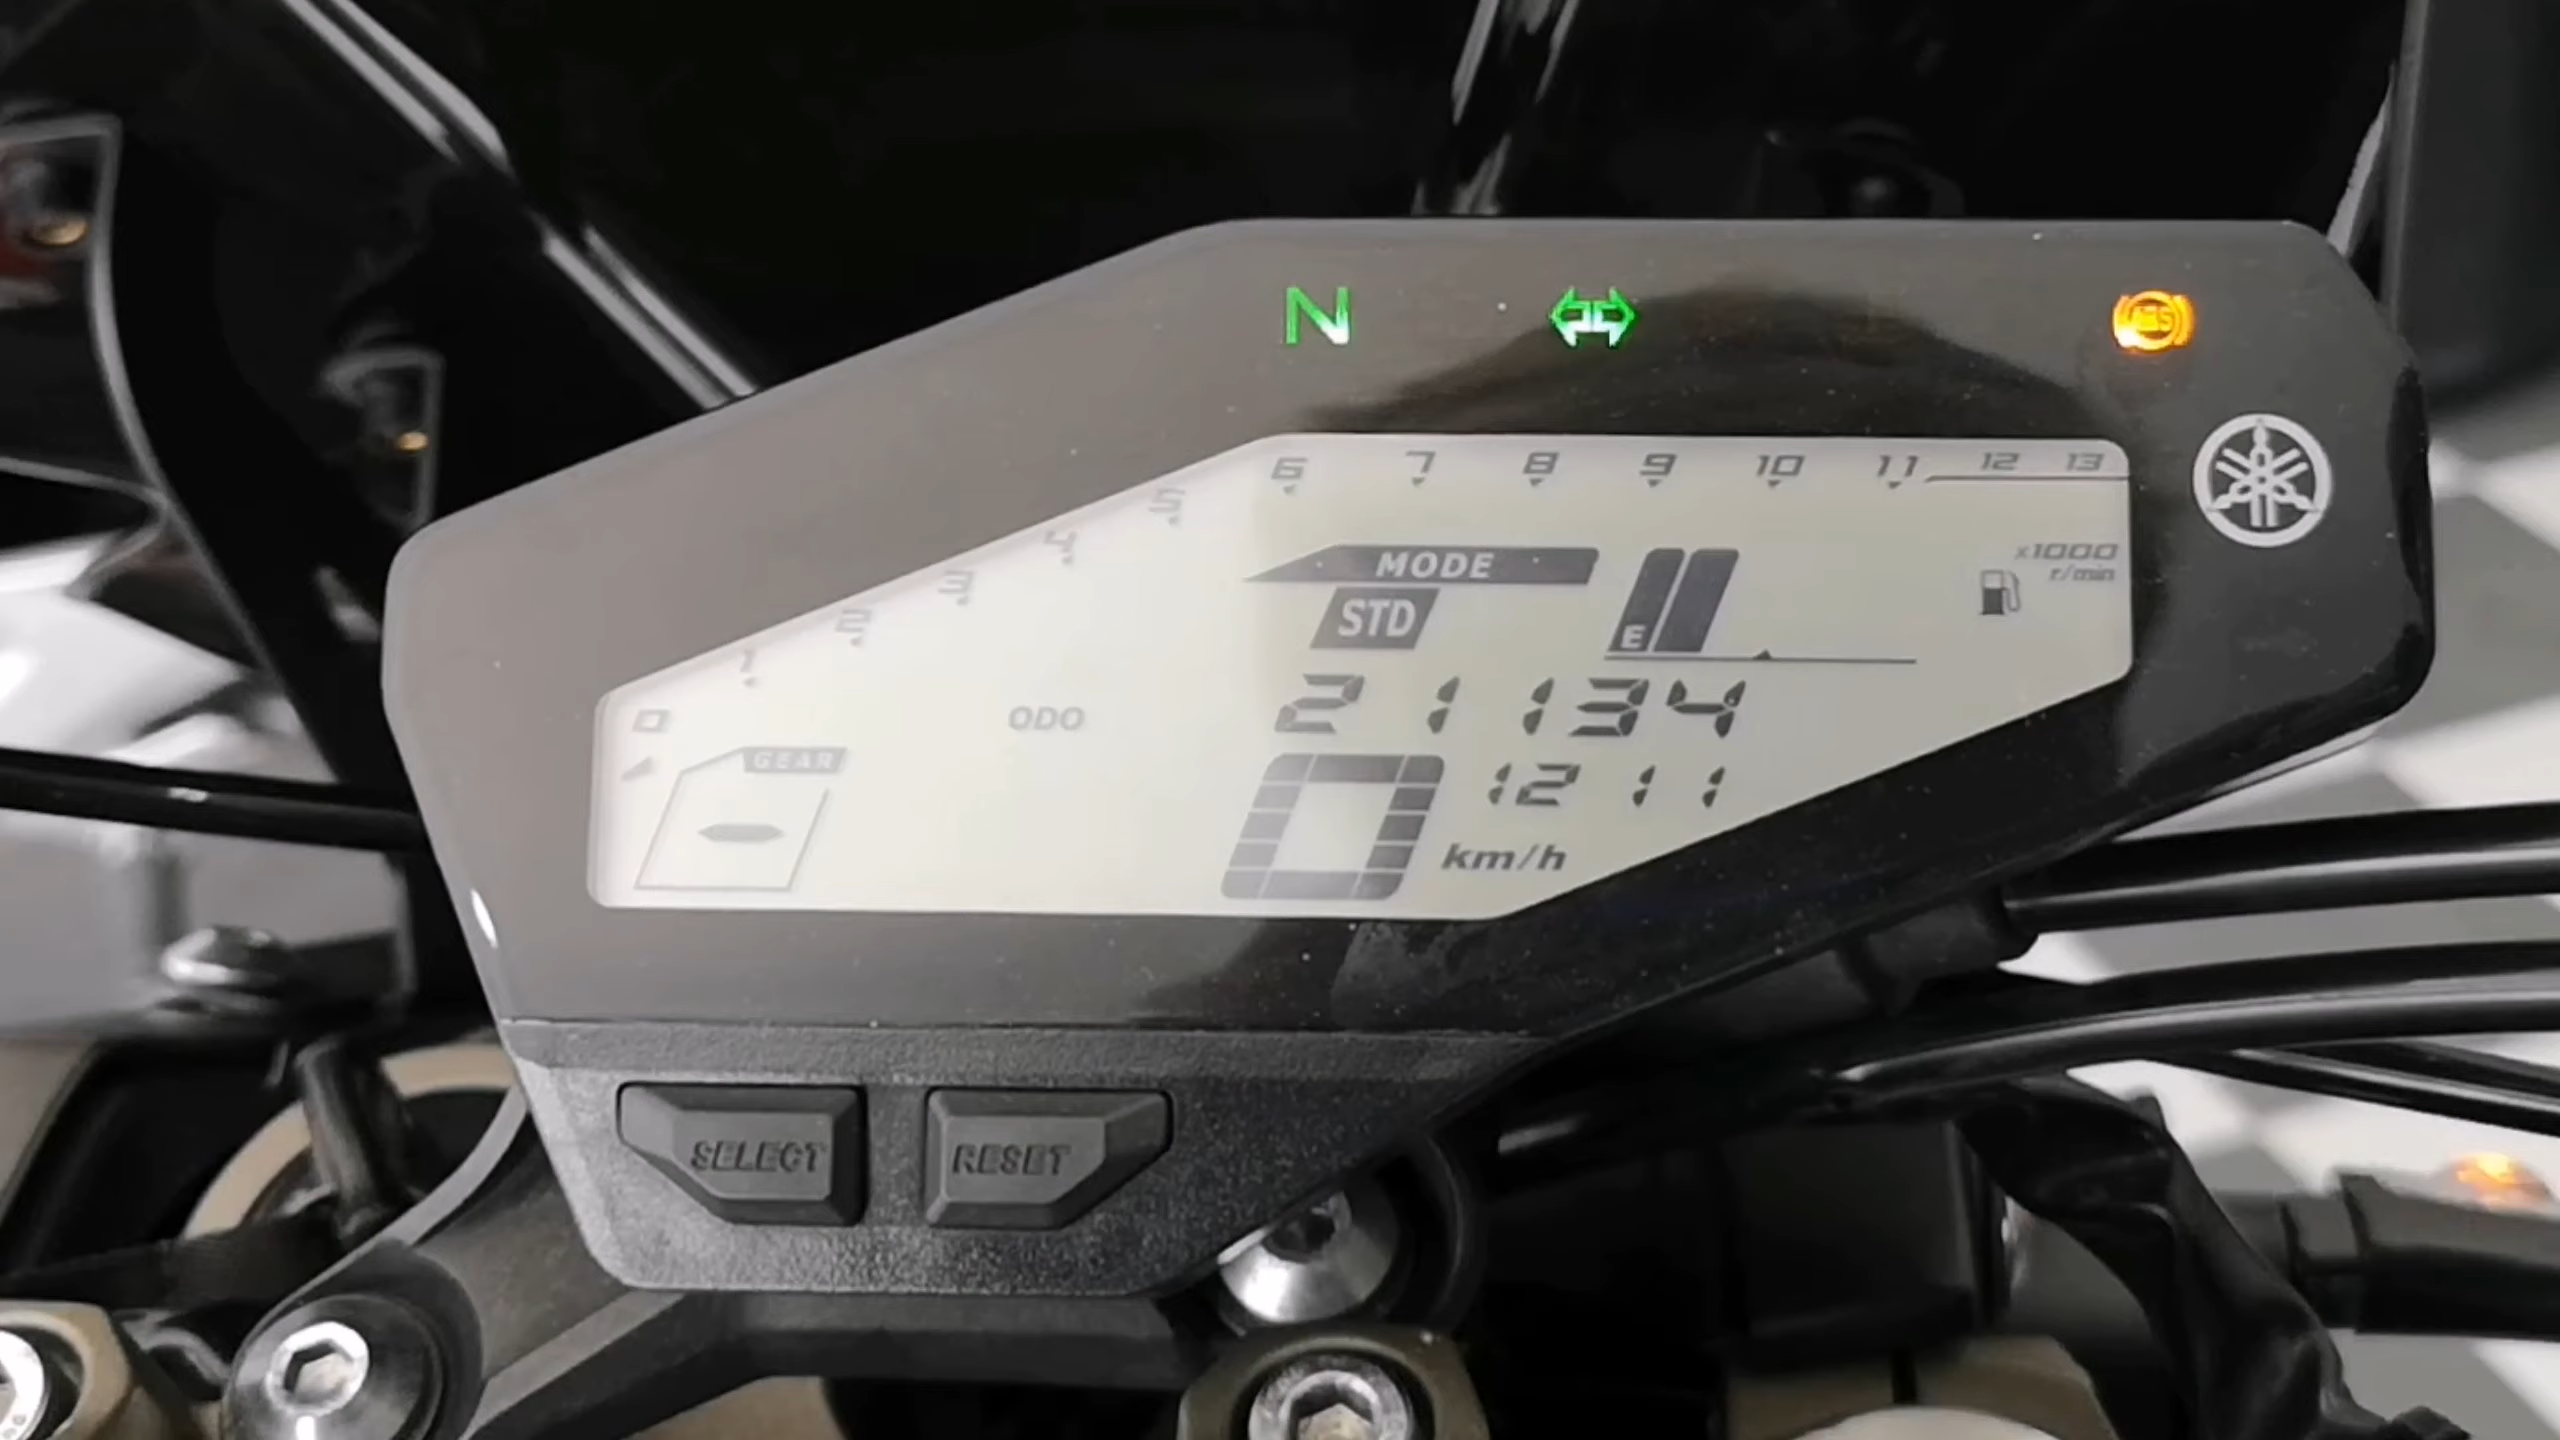 N
ABS
6 7 8 9 10 11 12 13
5
4
3
2
1
0
x1000
r/min
MODE
STD
E
ODO
21134
GEAR
-
0
12 11
km/h
SELECT
RESET